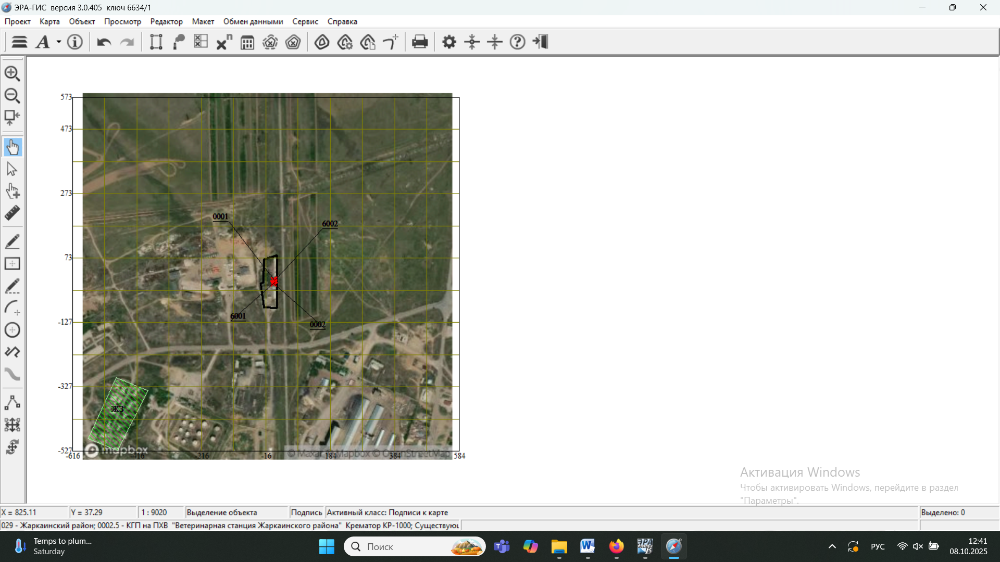 ЭРА-ГИС версия 3.0.405 ключ 6634/1
Проект Карта Объект Просмотр Редактор Макет Обмен данными Сервис Справка
573
473
273
73
-127
-327
-527
0001
6002
6001
0002
ЖЗ
mapbox
© Maxar © Mapbox © OpenStreetMap
-616 -416 -216 -16 184 384 584
Активация Windows
Чтобы активировать Windows, перейдите в раздел
"Параметры".
X = 825.11 Y = 37.29 1 : 9020 Выделение объекта Подпись Активный класс: Подписи к карте Выделено: 0
029 - Жаркаинский район; 0002.5 - КГП на ПХВ "Ветеринарная станция Жаркаинского района" Крематор КР-1000; Существую
Temps to plum...
Saturday
Поиск
РУС
12:41
08.10.2025